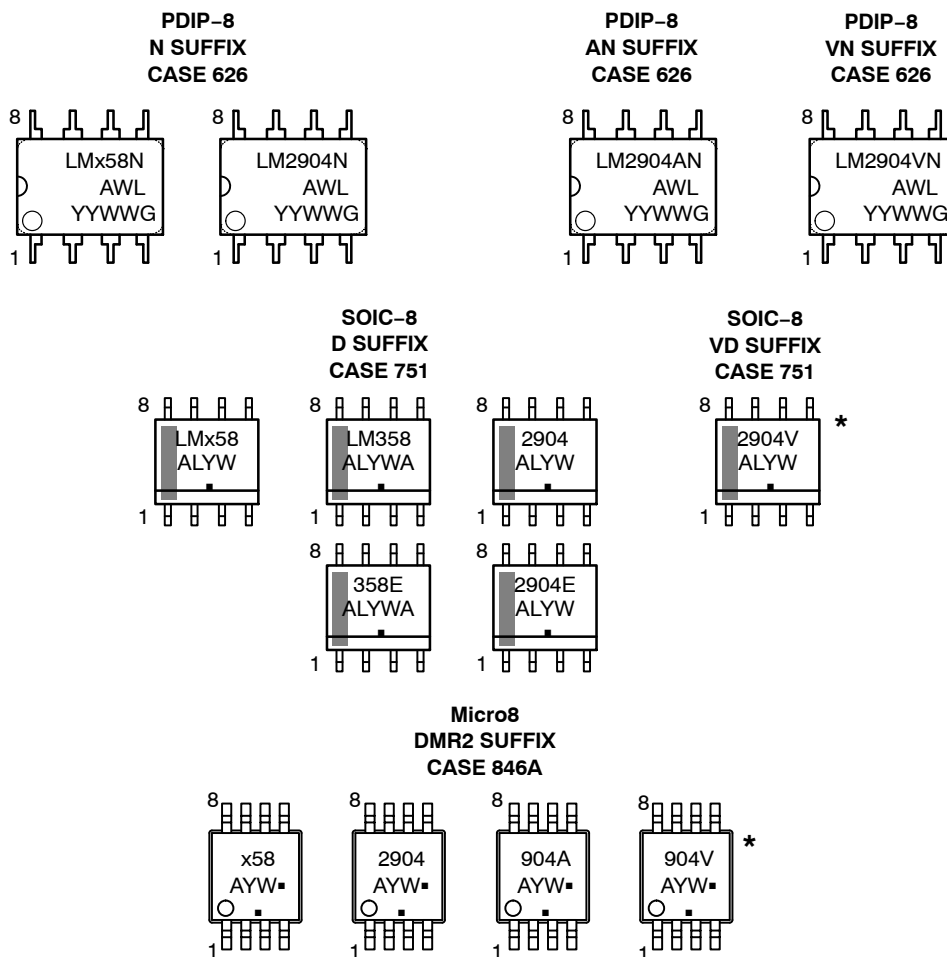 PDIP–8
N SUFFIX
CASE 626
PDIP–8
AN SUFFIX
CASE 626
PDIP–8
VN SUFFIX
CASE 626
8
LMx58N
AWL
YYWWG
1
LM2904N
AWL
YYWWG
8
LM2904AN
AWL
YYWWG
1
8
LM2904VN
AWL
YYWWG
1
SOIC–8
D SUFFIX
CASE 751
SOIC–8
VD SUFFIX
CASE 751
8
LMx58
ALYW
1
8
LM358
ALYWA
1
8
2904
ALYW
1
8
2904V
ALYW
1
*
8
358E
ALYWA
1
8
2904E
ALYW
1
Micro8
DMR2 SUFFIX
CASE 846A
8
x58
AYW▪
1
8
2904
AYW▪
1
8
904A
AYW▪
1
8
904V
AYW▪
1
*